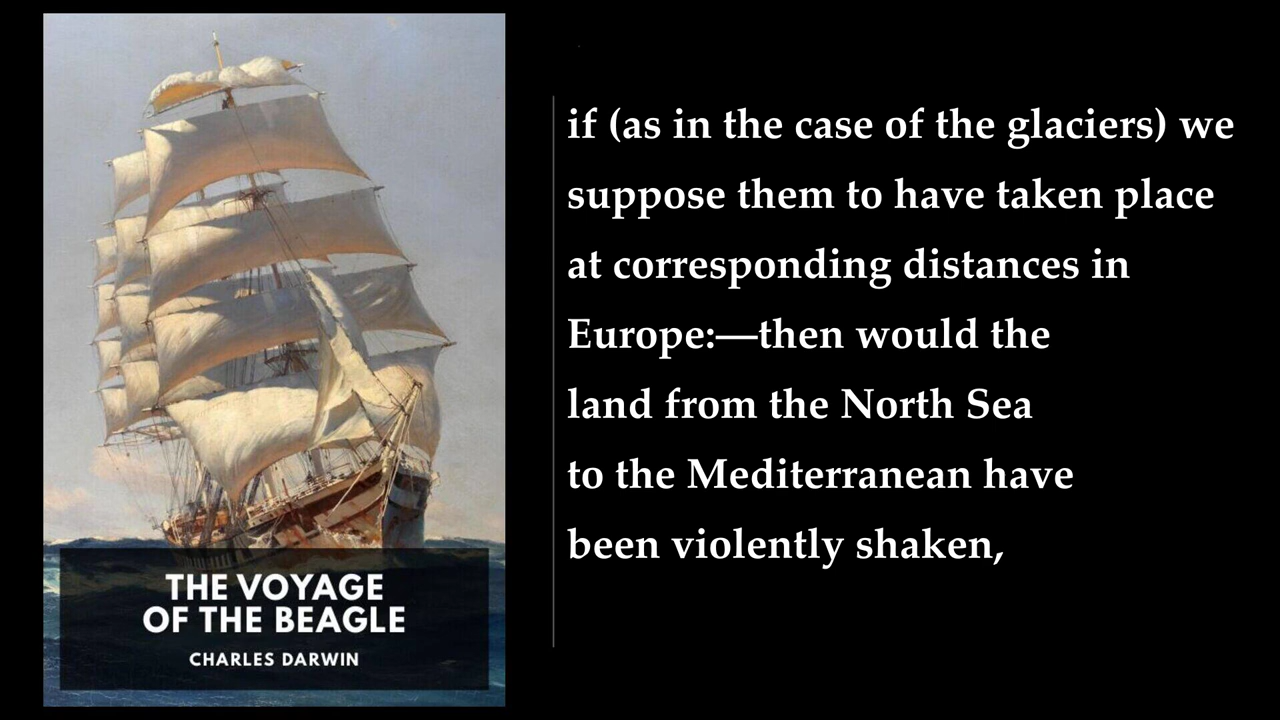 THE VOYAGE
OF THE BEAGLE
CHARLES DARWIN
if (as in the case of the glaciers) we
suppose them to have taken place
at corresponding distances in
Europe:—then would the
land from the North Sea
to the Mediterranean have
been violently shaken,